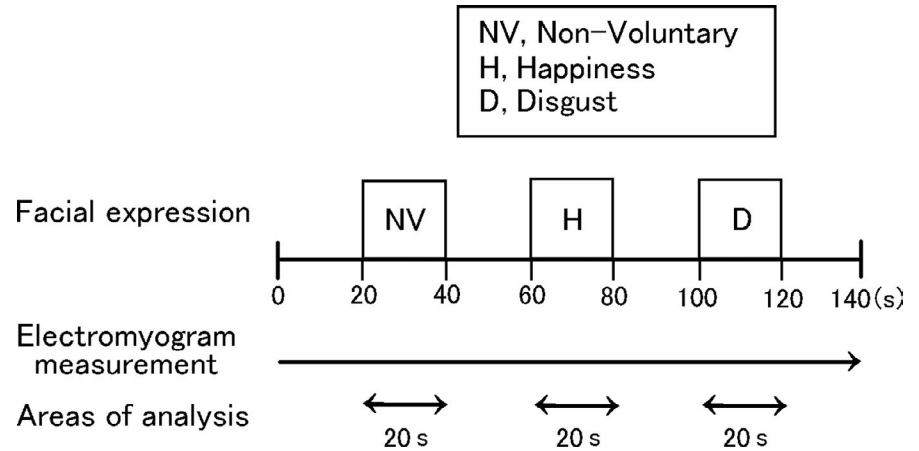 NV, Non-Voluntary
H, Happiness
D, Disgust
Facial expression
NV H D
0 20 40 60 80 100 120 140(s)
Electromyogram
measurement
Areas of analysis
20 s 20 s 20 s